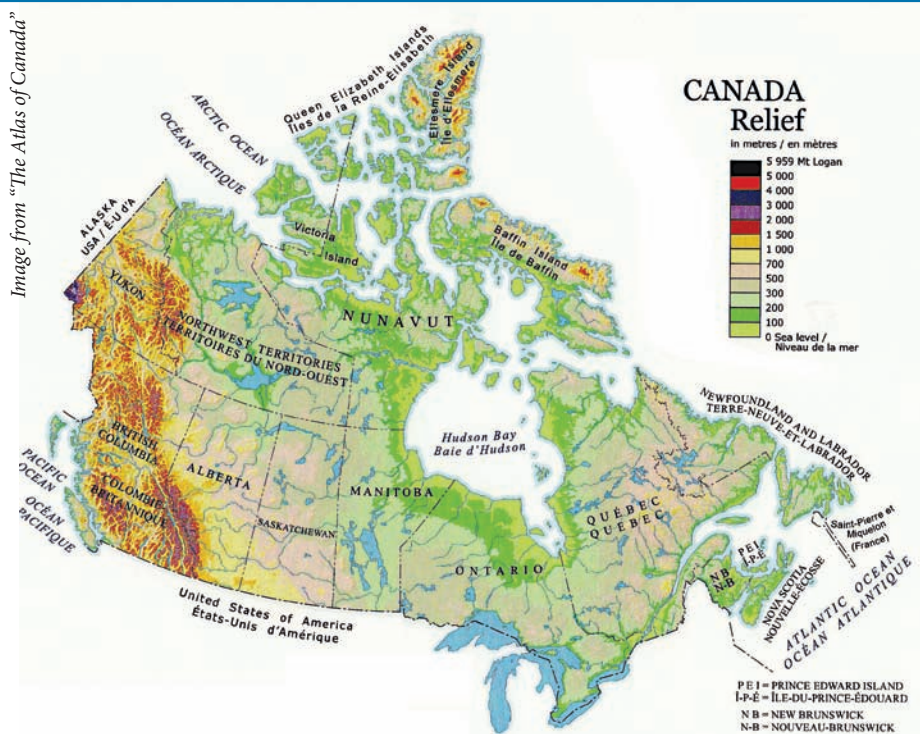 Image from "The Atlas of Canada"
CANADA
Relief
in metres / en mètres
5 959 Mt Logan
5 000
4 000
3 000
2 000
1 500
1 000
700
500
300
200
100
0 Sea level /
Niveau de la mer
Queen Elizabeth Islands
Îles de la Reine-Élisabeth
Ellesmere Island
Île d'Ellesmere
ARCTIC OCEAN
OCÉAN ARCTIQUE
ALASKA
USA / É-U d'A
Victoria
Island
Baffin Island
Île de Baffin
YUKON
NUNAVUT
NORTHWEST TERRITORIES
TERRITOIRES DU NORD-OUEST
NEWFOUNDLAND AND LABRADOR
TERRE-NEUVE-ET-LABRADOR
Hudson Bay
Baie d'Hudson
BRITISH
COLUMBIA
COLOMBIE-
BRITANNIQUE
PACIFIC
OCEAN
OCÉAN
PACIFIQUE
ALBERTA
SASKATCHEWAN
MANITOBA
ONTARIO
QUÉBEC
QUÉBEC
Saint-Pierre et
Miquelon
(France)
PEI
Î-P-É
NB
N-B
NOVA SCOTIA
NOUVELLE-ÉCOSSE
ATLANTIC OCEAN
OCÉAN ATLANTIQUE
United States of America
États-Unis d'Amérique
P E I = PRINCE EDWARD ISLAND
Î-P-É = ÎLE-DU-PRINCE-ÉDOUARD
N B = NEW BRUNSWICK
N-B = NOUVEAU-BRUNSWICK